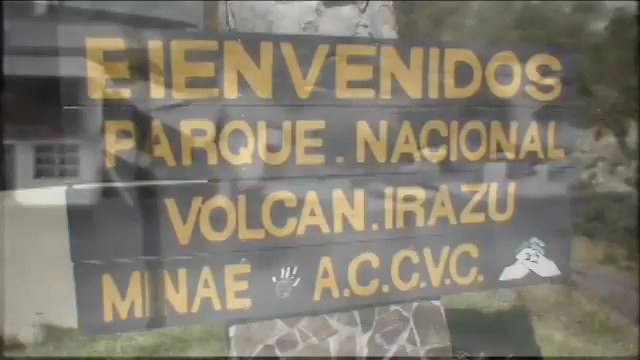 BIENVENIDOS
PARQUE.NACIONAL
VOLCAN.IRAZU
MINAE A.C.C.V.C.